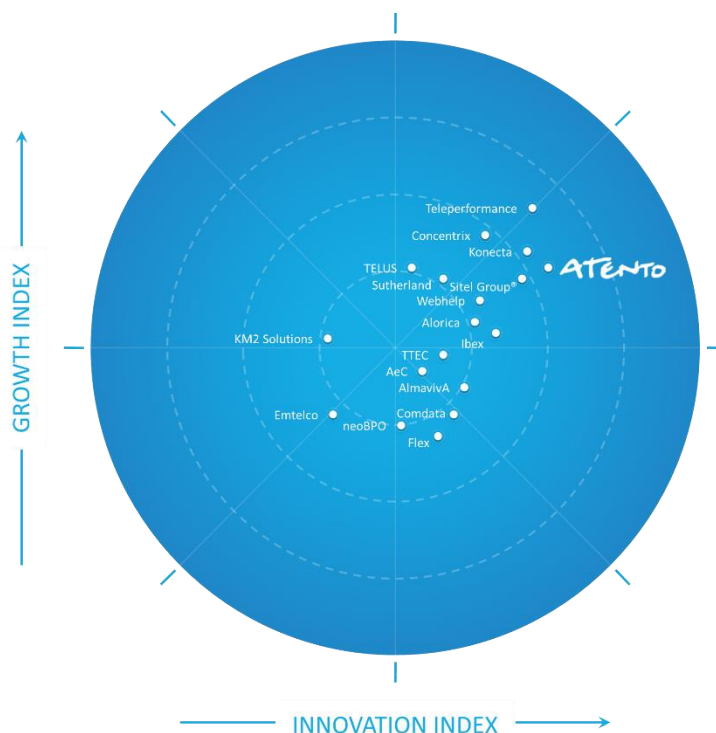 Teleperformance
Concentrix
Konecta
TELUS
ATENTO
Sutherland
Sitel Group®
Webhelp
Alorica
KM2 Solutions
Ibex
TTEC
AeC
AlmavivA
Emtelco
Comdata
neoBPO
Flex
GROWTH INDEX
INNOVATION INDEX